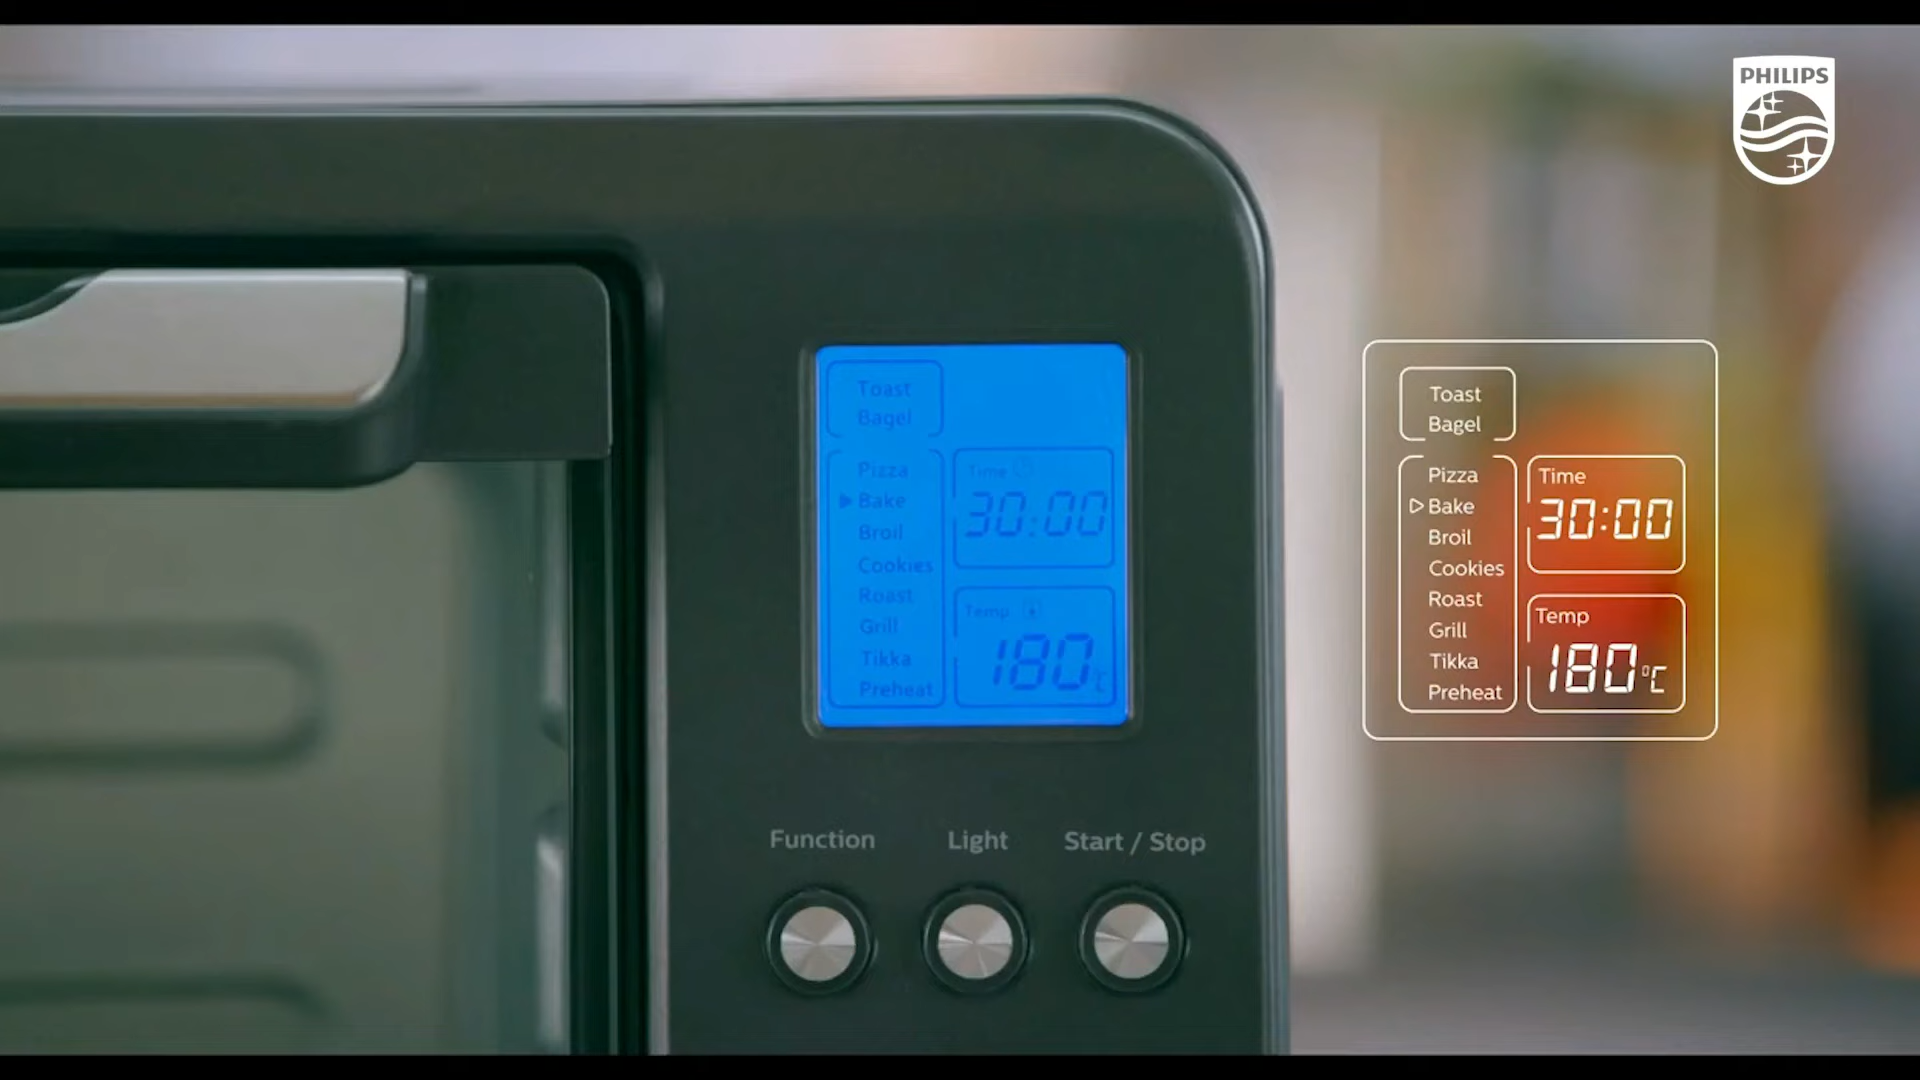 PHILIPS
Toast
Bagel
Pizza
Bake
Broil
Cookies
Roast
Grill
Tikka
Preheat
Time
30:00
Temp
180°C
Toast
Bagel
Pizza
Bake
Broil
Cookies
Roast
Grill
Tikka
Preheat
Time
30:00
Temp
180°C
Function
Light
Start / Stop